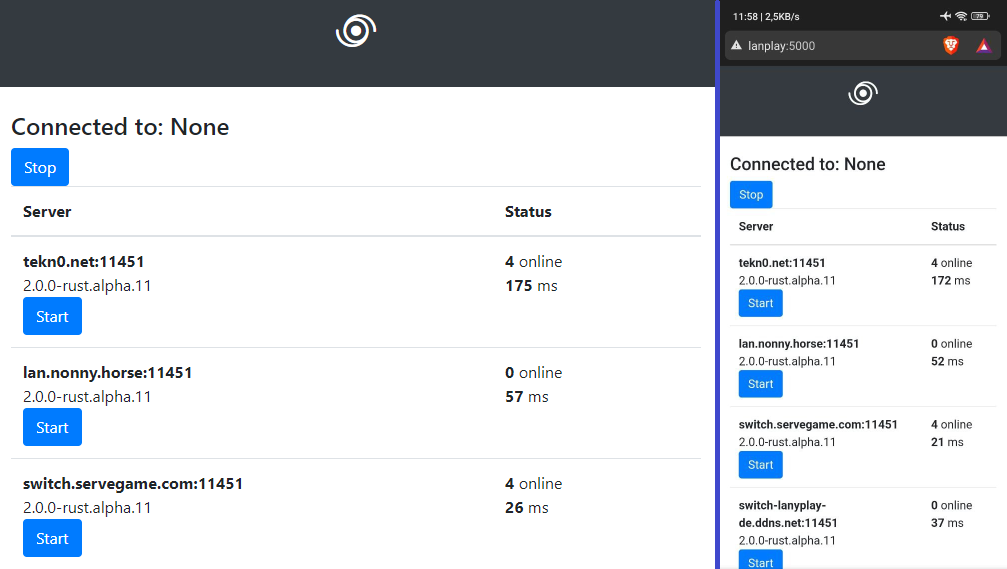 Connected to: None
Stop
Server Status
tekn0.net:11451 4 online
2.0.0-rust.alpha.11 175 ms
Start
lan.nonny.horse:11451 0 online
2.0.0-rust.alpha.11 57 ms
Start
switch.servegame.com:11451 4 online
2.0.0-rust.alpha.11 26 ms
Start
11:58 | 2,5KB/s 79
lanplay:5000
Connected to: None
Stop
Server Status
tekn0.net:11451 4 online
2.0.0-rust.alpha.11 172 ms
Start
lan.nonny.horse:11451 0 online
2.0.0-rust.alpha.11 52 ms
Start
switch.servegame.com:11451 4 online
2.0.0-rust.alpha.11 21 ms
Start
switch-lanyplay- 0 online
de.ddns.net:11451 37 ms
2.0.0-rust.alpha.11
Start